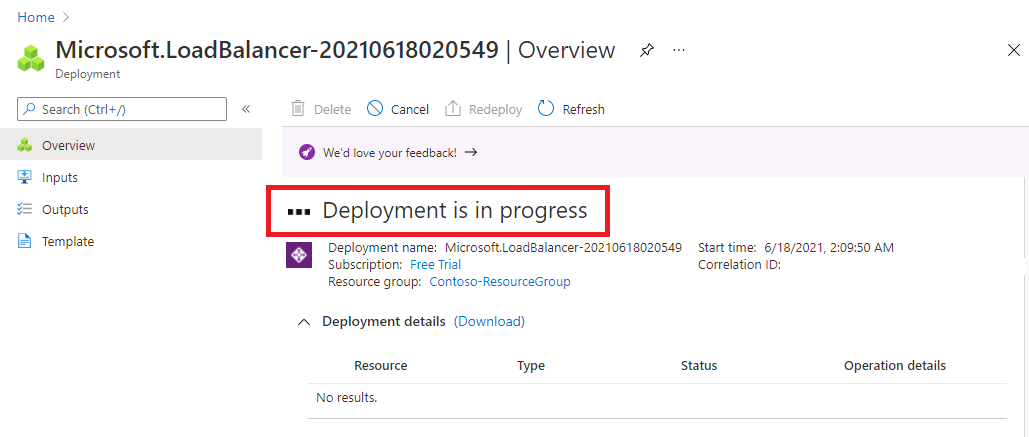 Home
Microsoft.LoadBalancer-20210618020549 | Overview
Deployment
Search (Ctrl+/)
Delete Cancel Redeploy Refresh
Overview
Inputs
Outputs
Template
We'd love your feedback! →
Deployment is in progress
Deployment name: Microsoft.LoadBalancer-20210618020549 Start time: 6/18/2021, 2:09:50 AM
Subscription: Free Trial Correlation ID:
Resource group: Contoso-ResourceGroup
Deployment details (Download)
Resource Type Status Operation details
No results.